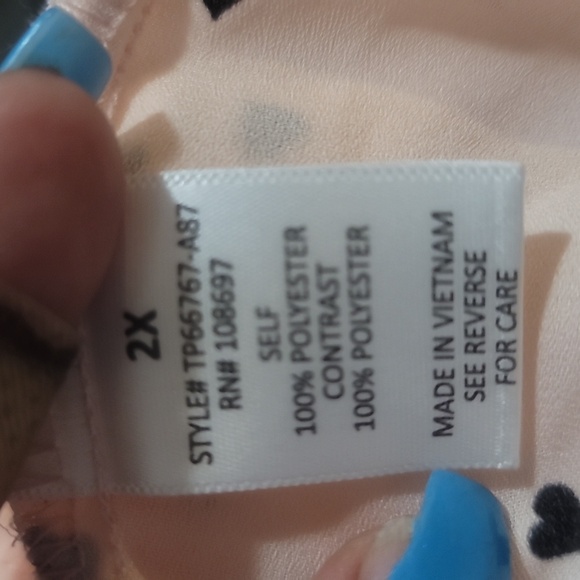 2X
STYLE# TP66767-A87
RN# 108697
SELF
100% POLYESTER
CONTRAST
100% POLYESTER
MADE IN VIETNAM
SEE REVERSE
FOR CARE